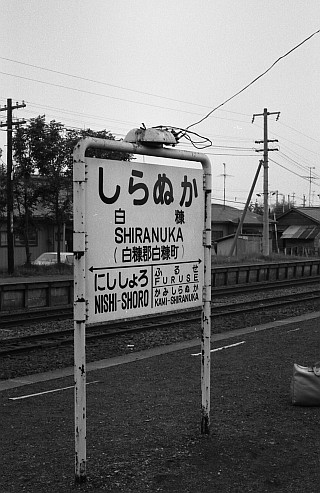 しらぬか
白糠
SHIRANUKA
(白糠郡白糠町)
にししょろ
NISHI-SHORO
ふるせ
FURUSE
かみしらぬか
KAMI-SHIRANUKA